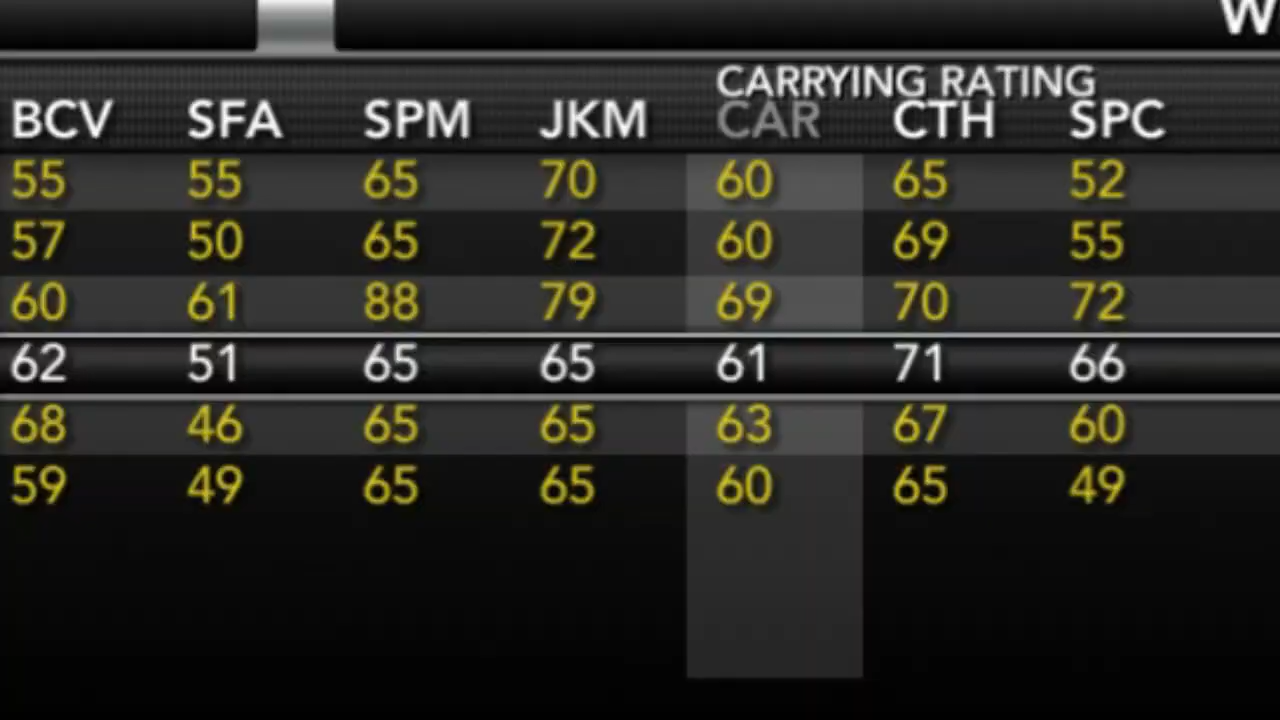 W
CARRYING RATING
BCV SFA SPM JKM CAR CTH SPC
55 55 65 70 60 65 52
57 50 65 72 60 69 55
60 61 88 79 69 70 72
62 51 65 65 61 71 66
68 46 65 65 63 67 60
59 49 65 65 60 65 49